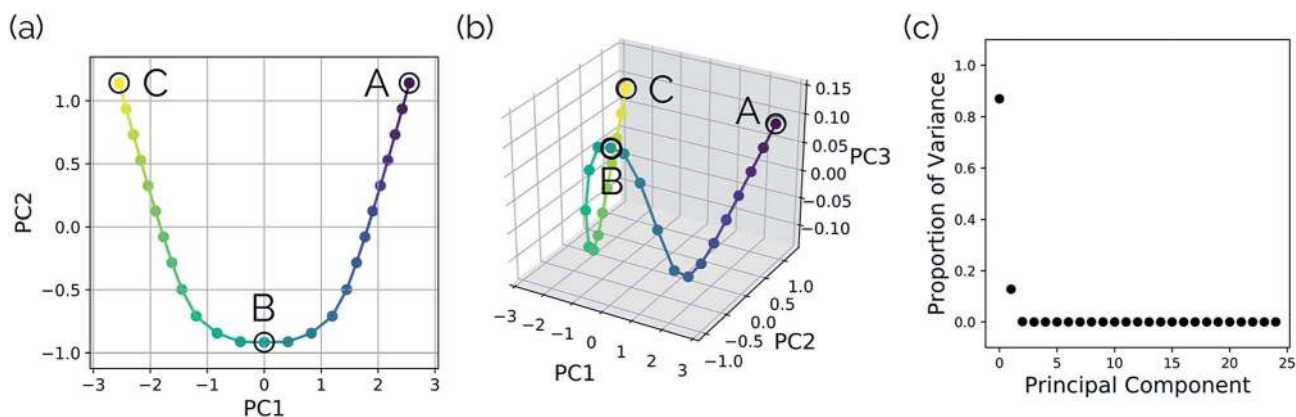 (a)
C
A
B
1.0
0.5
0.0
−0.5
−1.0
PC2
−3
−2
−1
0
1
2
3
PC1
(b)
C
A
B
0.15
0.10
0.05
0.00
−0.05
−0.10
PC3
−3
−2
−1
0
1
2
3
PC1
1.0
0.5
0.0
−0.5
−1.0
PC2
(c)
1.0
0.8
0.6
0.4
0.2
0.0
Proportion of Variance
0
5
10
15
20
25
Principal Component